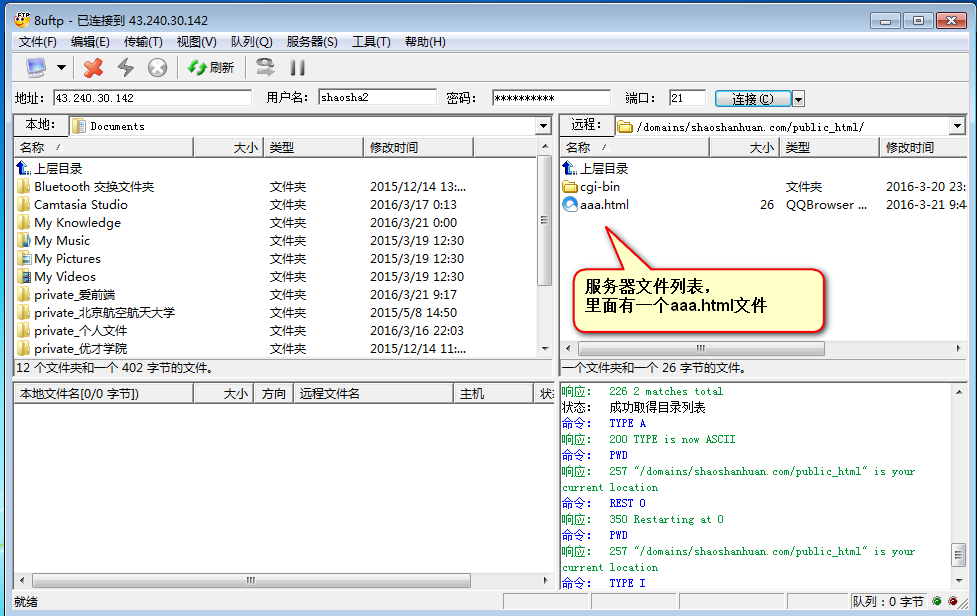 8uftp - 已连接到 43.240.30.142
文件(F) 编辑(E) 传输(T) 视图(V) 队列(Q) 服务器(S) 工具(T) 帮助(H)
刷新
地址: 43.240.30.142 用户名: shaosha2 密码: ********** 端口: 21 连接(C)
本地: Documents
名称 大小 类型 修改时间
上层目录
Bluetooth 交换文件夹 文件夹 2015/12/14 13:...
Camtasia Studio 文件夹 2016/3/17 0:13
My Knowledge 文件夹 2016/3/21 0:00
My Music 文件夹 2015/3/19 12:30
My Pictures 文件夹 2015/3/19 12:30
My Videos 文件夹 2015/3/19 12:30
private_爱前端 文件夹 2016/3/21 9:17
private_北京航空航天大学 文件夹 2015/5/8 14:50
private_个人文件 文件夹 2016/3/16 22:03
private_优才学院 文件夹 2015/12/14 11:...
12 个文件夹和一个 402 字节的文件。
远程: /domains/shaoshanhuan.com/public_html/
名称 大小 类型 修改时间
上层目录
cgi-bin 文件夹 2016-3-20 23:
aaa.html 26 QQBrowser ... 2016-3-21 9:4
服务器文件列表，
里面有一个aaa.html文件
一个文件夹和一个 26 字节的文件。
本地文件名[0/0 字节]) 大小 方向 远程文件名 主机
响应: 226 2 matches total
状态: 成功取得目录列表
命令: TYPE A
响应: 200 TYPE is now ASCII
命令: PWD
响应: 257 "/domains/shaoshanhuan.com/public_html" is your
current location
命令: REST 0
响应: 350 Restarting at 0
命令: PWD
响应: 257 "/domains/shaoshanhuan.com/public_html" is your
current location
命令: TYPE I
就绪 队列：0 字节